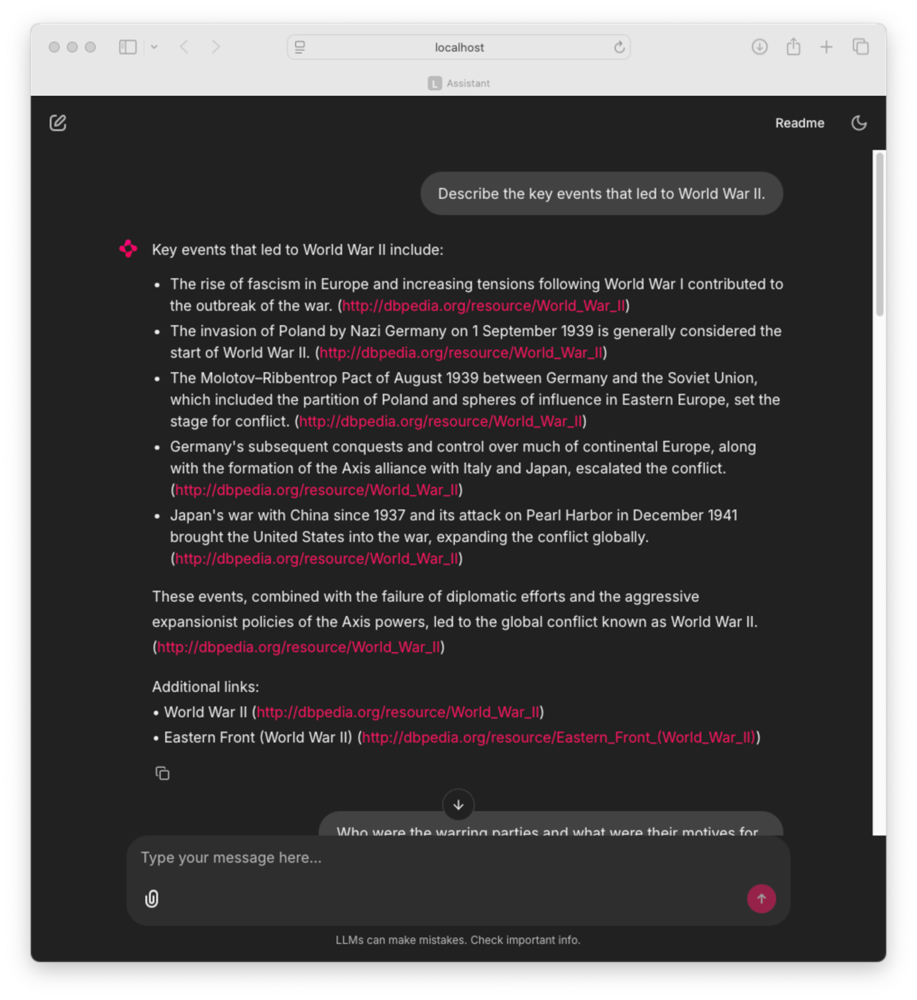 localhost
L Assistant
Readme
Describe the key events that led to World War II.
Key events that led to World War II include:
• The rise of fascism in Europe and increasing tensions following World War I contributed to
the outbreak of the war. (http://dbpedia.org/resource/World_War_II)
• The invasion of Poland by Nazi Germany on 1 September 1939 is generally considered the
start of World War II. (http://dbpedia.org/resource/World_War_II)
• The Molotov–Ribbentrop Pact of August 1939 between Germany and the Soviet Union,
which included the partition of Poland and spheres of influence in Eastern Europe, set the
stage for conflict. (http://dbpedia.org/resource/World_War_II)
• Germany's subsequent conquests and control over much of continental Europe, along
with the formation of the Axis alliance with Italy and Japan, escalated the conflict.
(http://dbpedia.org/resource/World_War_II)
• Japan's war with China since 1937 and its attack on Pearl Harbor in December 1941
brought the United States into the war, expanding the conflict globally.
(http://dbpedia.org/resource/World_War_II)
These events, combined with the failure of diplomatic efforts and the aggressive
expansionist policies of the Axis powers, led to the global conflict known as World War II.
(http://dbpedia.org/resource/World_War_II)
Additional links:
• World War II (http://dbpedia.org/resource/World_War_II)
• Eastern Front (World War II) (http://dbpedia.org/resource/Eastern_Front_(World_War_II))
Who were the warring parties and what were their motives for
Type your message here...
LLMs can make mistakes. Check important info.